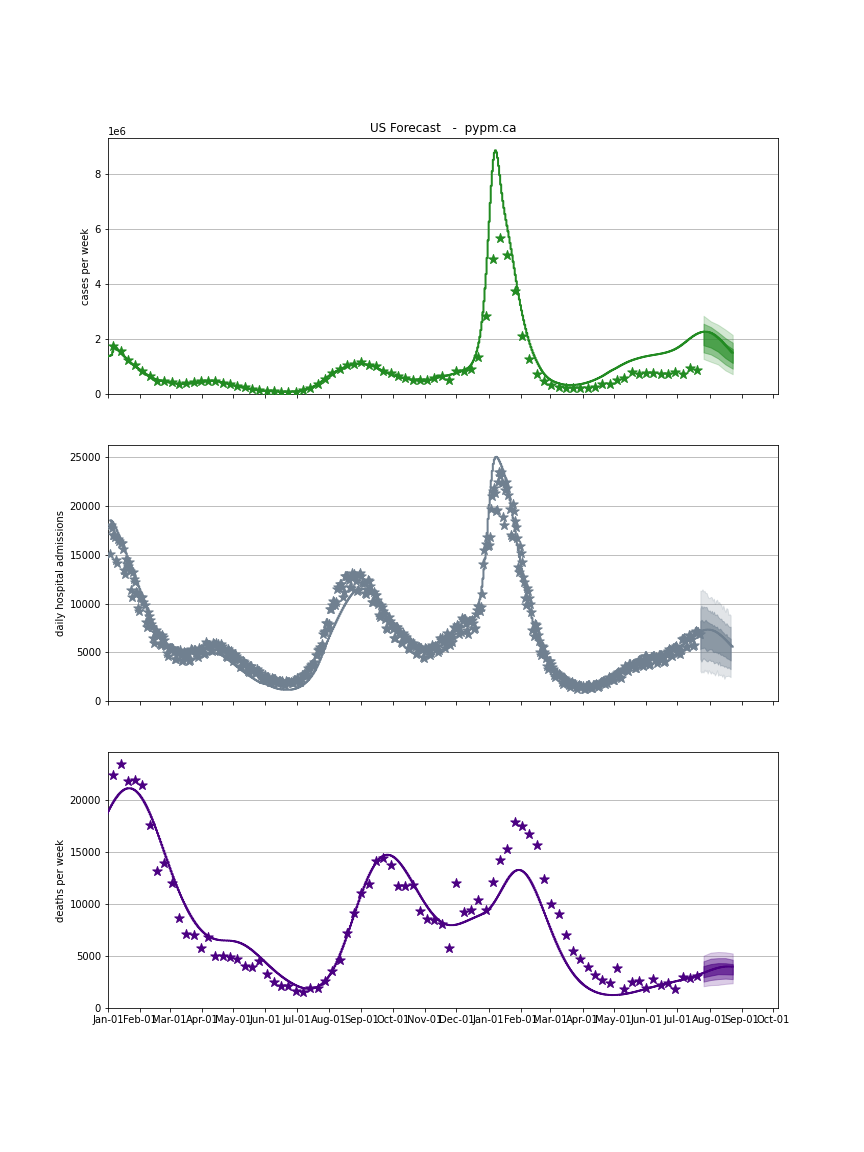 US Forecast - pypm.ca
1e6
8
6
4
2
0
cases per week
25000
20000
15000
10000
5000
0
daily hospital admissions
20000
15000
10000
5000
0
deaths per week
Jan-01 Feb-01 Mar-01 Apr-01 May-01 Jun-01 Jul-01 Aug-01 Sep-01 Oct-01 Nov-01 Dec-01 Jan-01 Feb-01 Mar-01 Apr-01 May-01 Jun-01 Jul-01 Aug-01 Sep-01 Oct-01